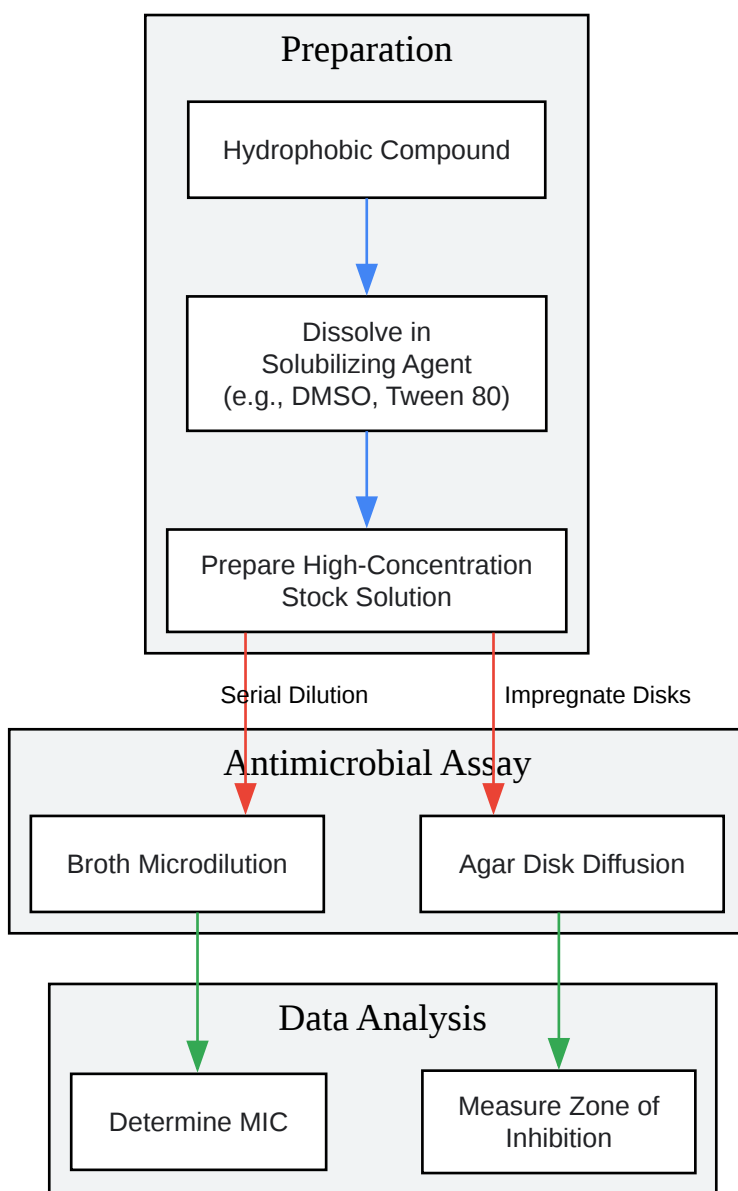 Preparation
Hydrophobic Compound
Dissolve in
Solubilizing Agent
(e.g., DMSO, Tween 80)
Prepare High-Concentration
Stock Solution
Serial Dilution
Impregnate Disks
Antimicrobial Assay
Broth Microdilution
Agar Disk Diffusion
Data Analysis
Determine MIC
Measure Zone of
Inhibition